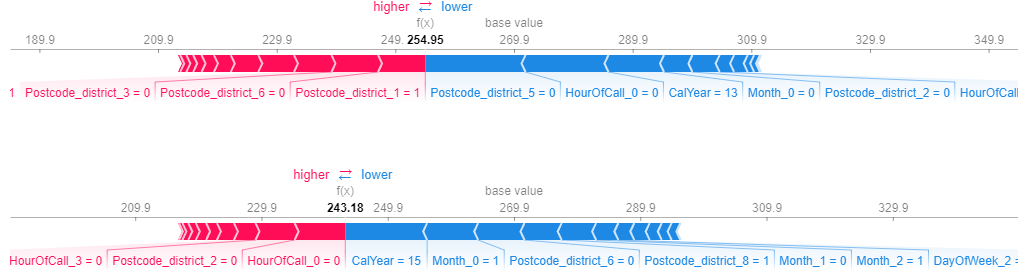 higher ⇄ lower
f(x) base value
189.9 209.9 229.9 249.9 254.95 269.9 289.9 309.9 329.9 349.9
1 Postcode_district_3 = 0 Postcode_district_6 = 0 Postcode_district_1 = 1 Postcode_district_5 = 0 HourOfCall_0 = 0 CalYear = 13 Month_0 = 0 Postcode_district_2 = 0 HourOfCall
higher ⇄ lower
f(x) base value
209.9 229.9 243.18 249.9 269.9 289.9 309.9 329.9
HourOfCall_3 = 0 Postcode_district_2 = 0 HourOfCall_0 = 0 CalYear = 15 Month_0 = 1 Postcode_district_6 = 0 Postcode_district_8 = 1 Month_1 = 0 Month_2 = 1 DayOfWeek_2 =